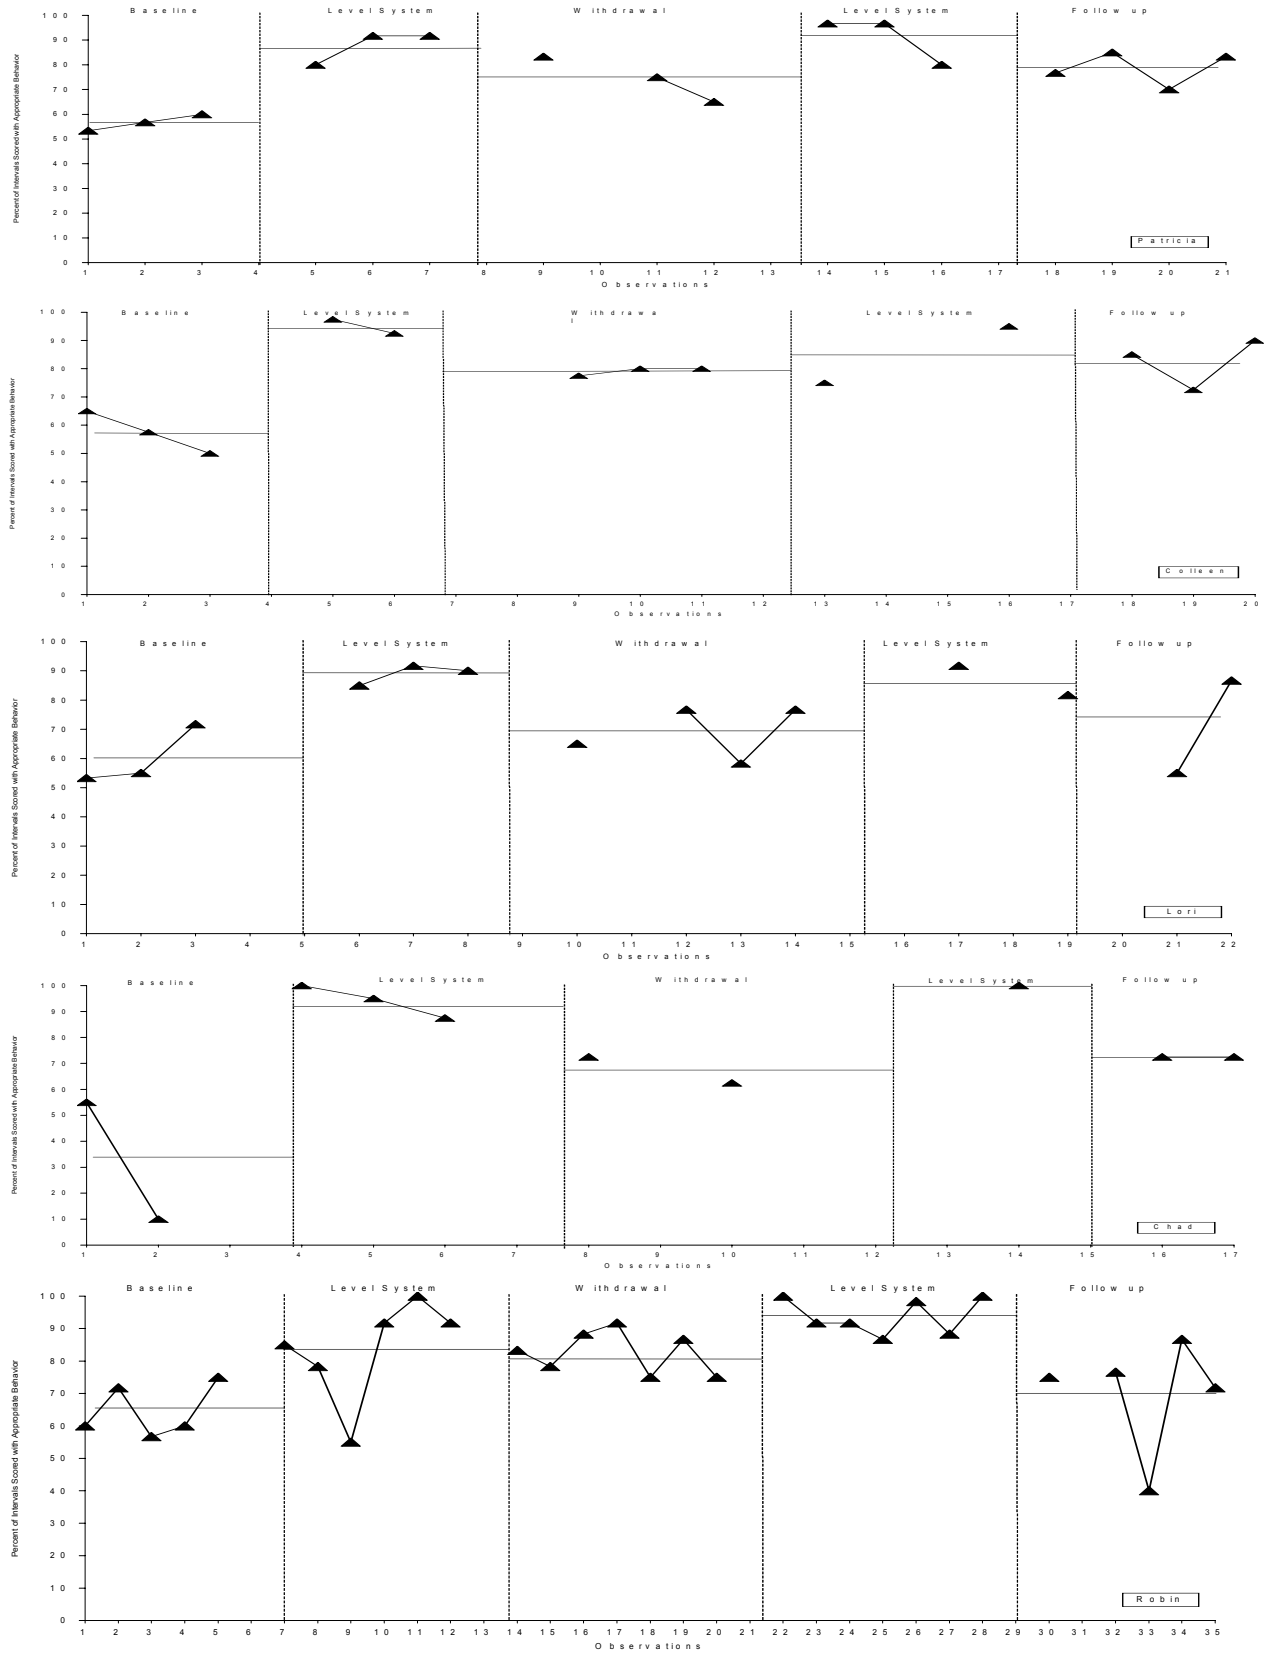 Baseline Level System Withdrawal Level System Follow up
Percent of Intervals Scored with Appropriate Behavior
100
90
80
70
60
50
40
30
20
10
0
Patricia
1 2 3 4 5 6 7 8 9 10 11 12 13 14 15 16 17 18 19 20 21
Observations
Baseline Level System Withdrawa
l
Level System Follow up
Percent of Intervals Scored with Appropriate Behavior
100
90
80
70
60
50
40
30
20
10
0
Colleen
1 2 3 4 5 6 7 8 9 10 11 12 13 14 15 16 17 18 19 20
Observations
Baseline Level System Withdrawal Level System Follow up
Percent of Intervals Scored with Appropriate Behavior
100
90
80
70
60
50
40
30
20
10
0
Lori
1 2 3 4 5 6 7 8 9 10 11 12 13 14 15 16 17 18 19 20 21 22
Observations
Baseline Level System Withdrawal Level System Follow up
Percent of Intervals Scored with Appropriate Behavior
100
90
80
70
60
50
40
30
20
10
0
Chad
1 2 3 4 5 6 7 8 9 10 11 12 13 14 15 16 17
Observations
Baseline Level System Withdrawal Level System Follow up
Percent of Intervals Scored with Appropriate Behavior
100
90
80
70
60
50
40
30
20
10
0
Robin
1 2 3 4 5 6 7 8 9 10 11 12 13 14 15 16 17 18 19 20 21 22 23 24 25 26 27 28 29 30 31 32 33 34 35
Observations